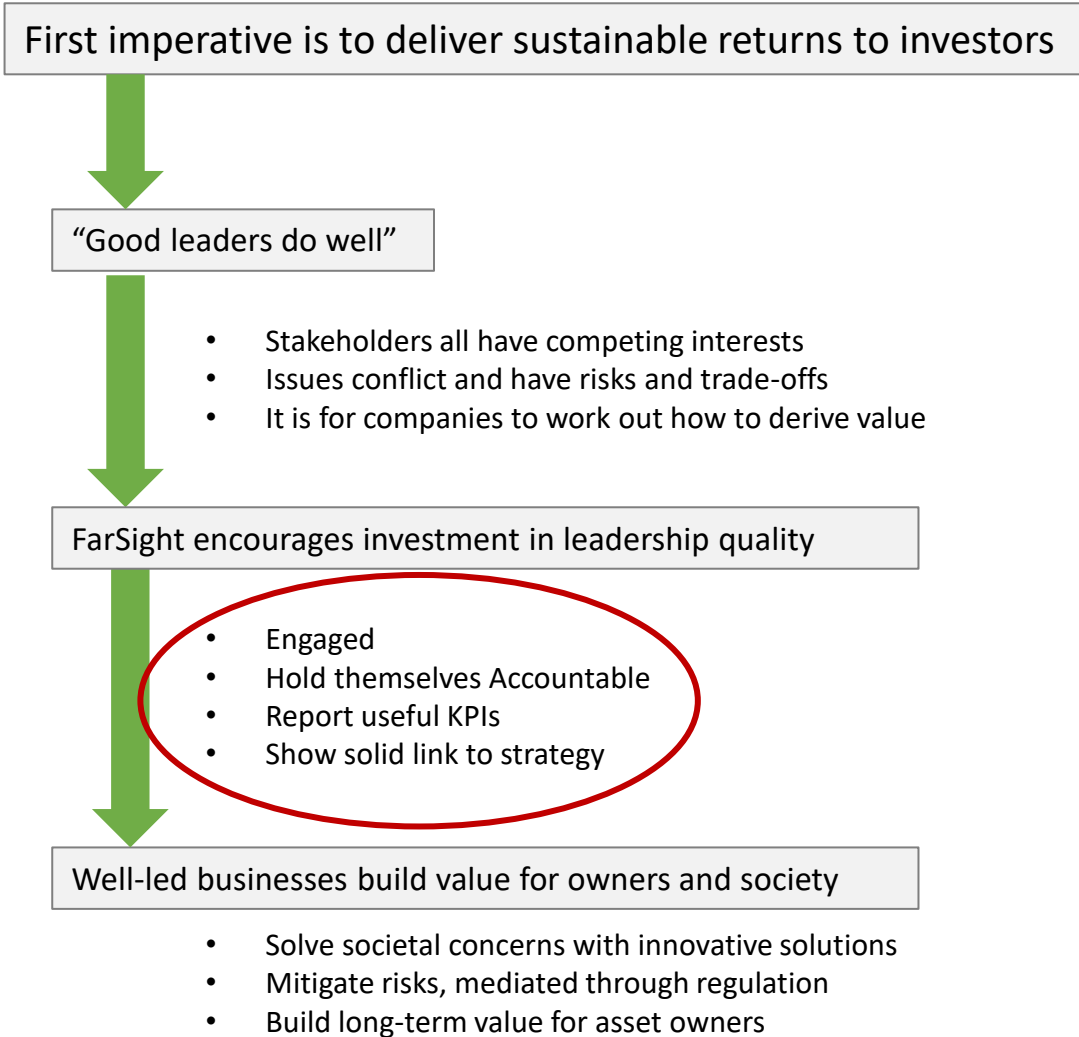 First imperative is to deliver sustainable returns to investors
“Good leaders do well”
• Stakeholders all have competing interests
• Issues conflict and have risks and trade-offs
• It is for companies to work out how to derive value
FarSight encourages investment in leadership quality
• Engaged
• Hold themselves Accountable
• Report useful KPIs
• Show solid link to strategy
Well-led businesses build value for owners and society
• Solve societal concerns with innovative solutions
• Mitigate risks, mediated through regulation
• Build long-term value for asset owners